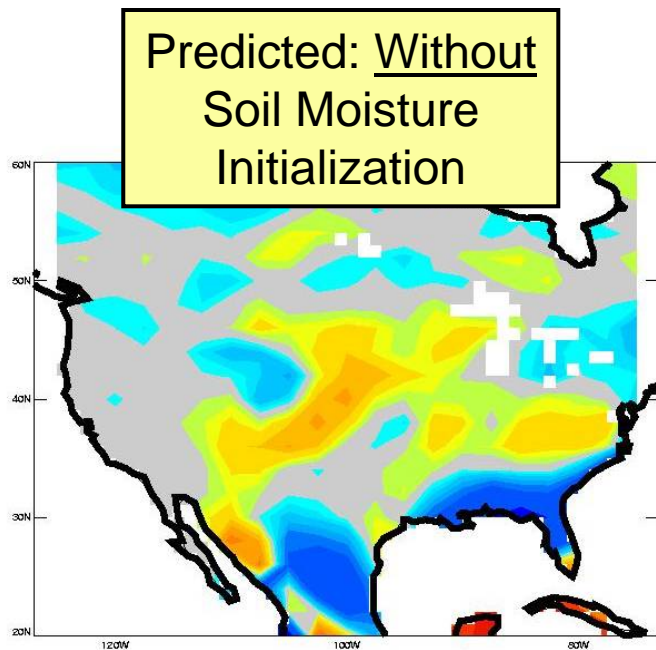 Predicted: Without
Soil Moisture
Initialization
60N
50N
40N
30N
20N
120W
100W
80W